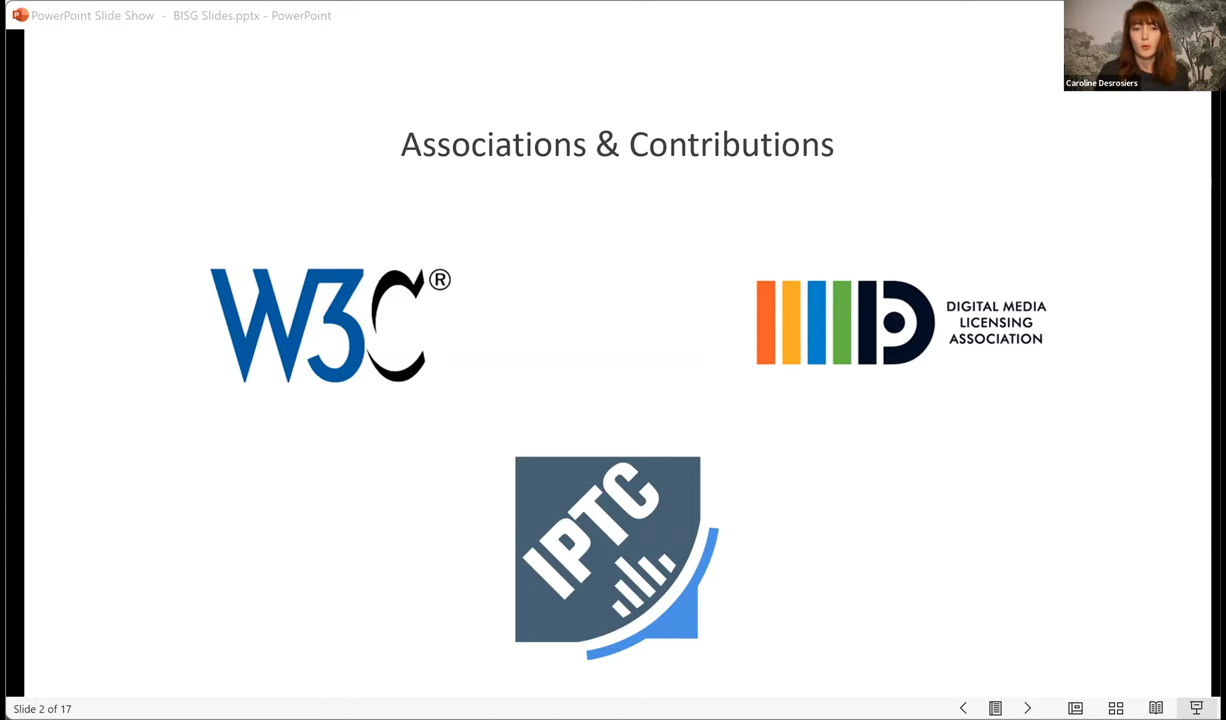 PowerPoint Slide Show - BISG Slides.pptx - PowerPoint
Caroline Desrosiers
Associations & Contributions
W3C®
DIGITAL MEDIA
LICENSING
ASSOCIATION
IPTC
Slide 2 of 17